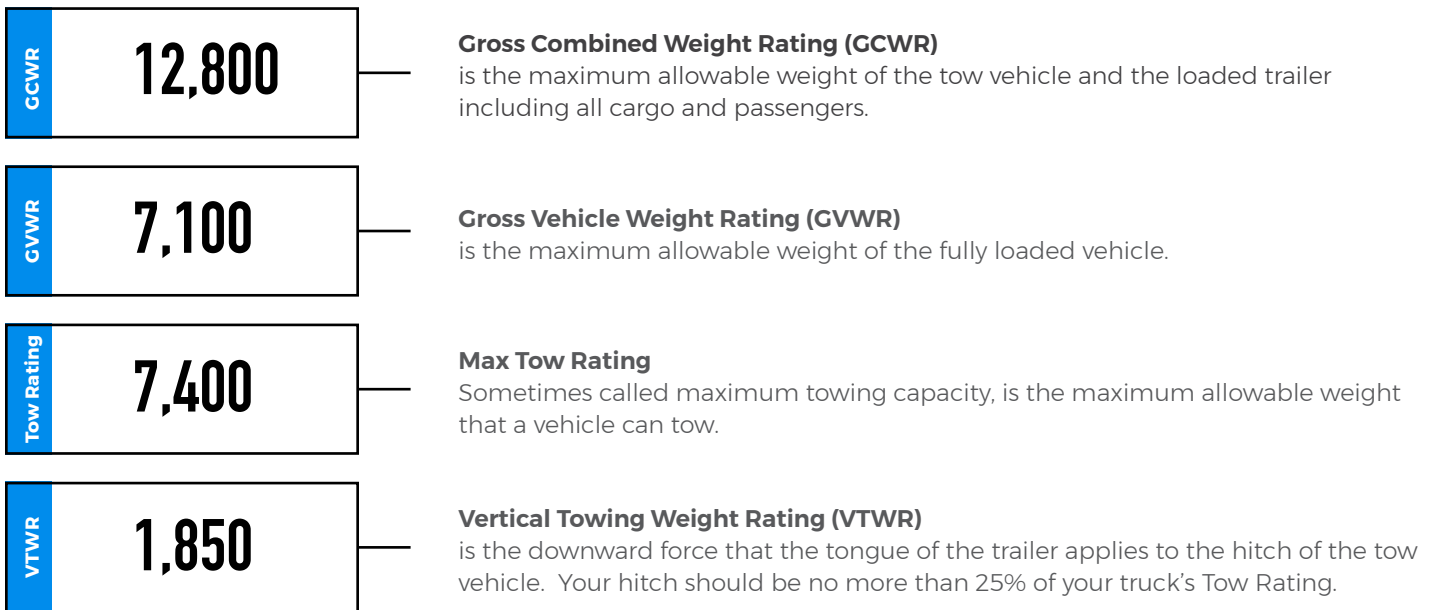 GCWR
12,800
Gross Combined Weight Rating (GCWR)
is the maximum allowable weight of the tow vehicle and the loaded trailer
including all cargo and passengers.
GVWR
7,100
Gross Vehicle Weight Rating (GVWR)
is the maximum allowable weight of the fully loaded vehicle.
Tow Rating
7,400
Max Tow Rating
Sometimes called maximum towing capacity, is the maximum allowable weight
that a vehicle can tow.
VTWR
1,850
Vertical Towing Weight Rating (VTWR)
is the downward force that the tongue of the trailer applies to the hitch of the tow
vehicle.  Your hitch should be no more than 25% of your truck's Tow Rating.